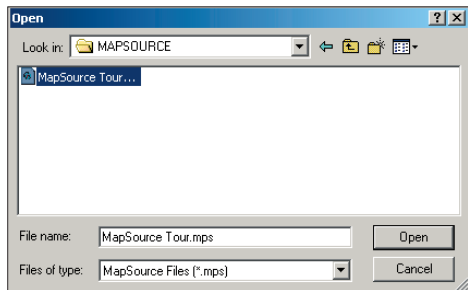 Open
Look in: MAPSOURCE
MapSource Tour...
File name: MapSource Tour.mps Open
Files of type: MapSource Files (*.mps) Cancel